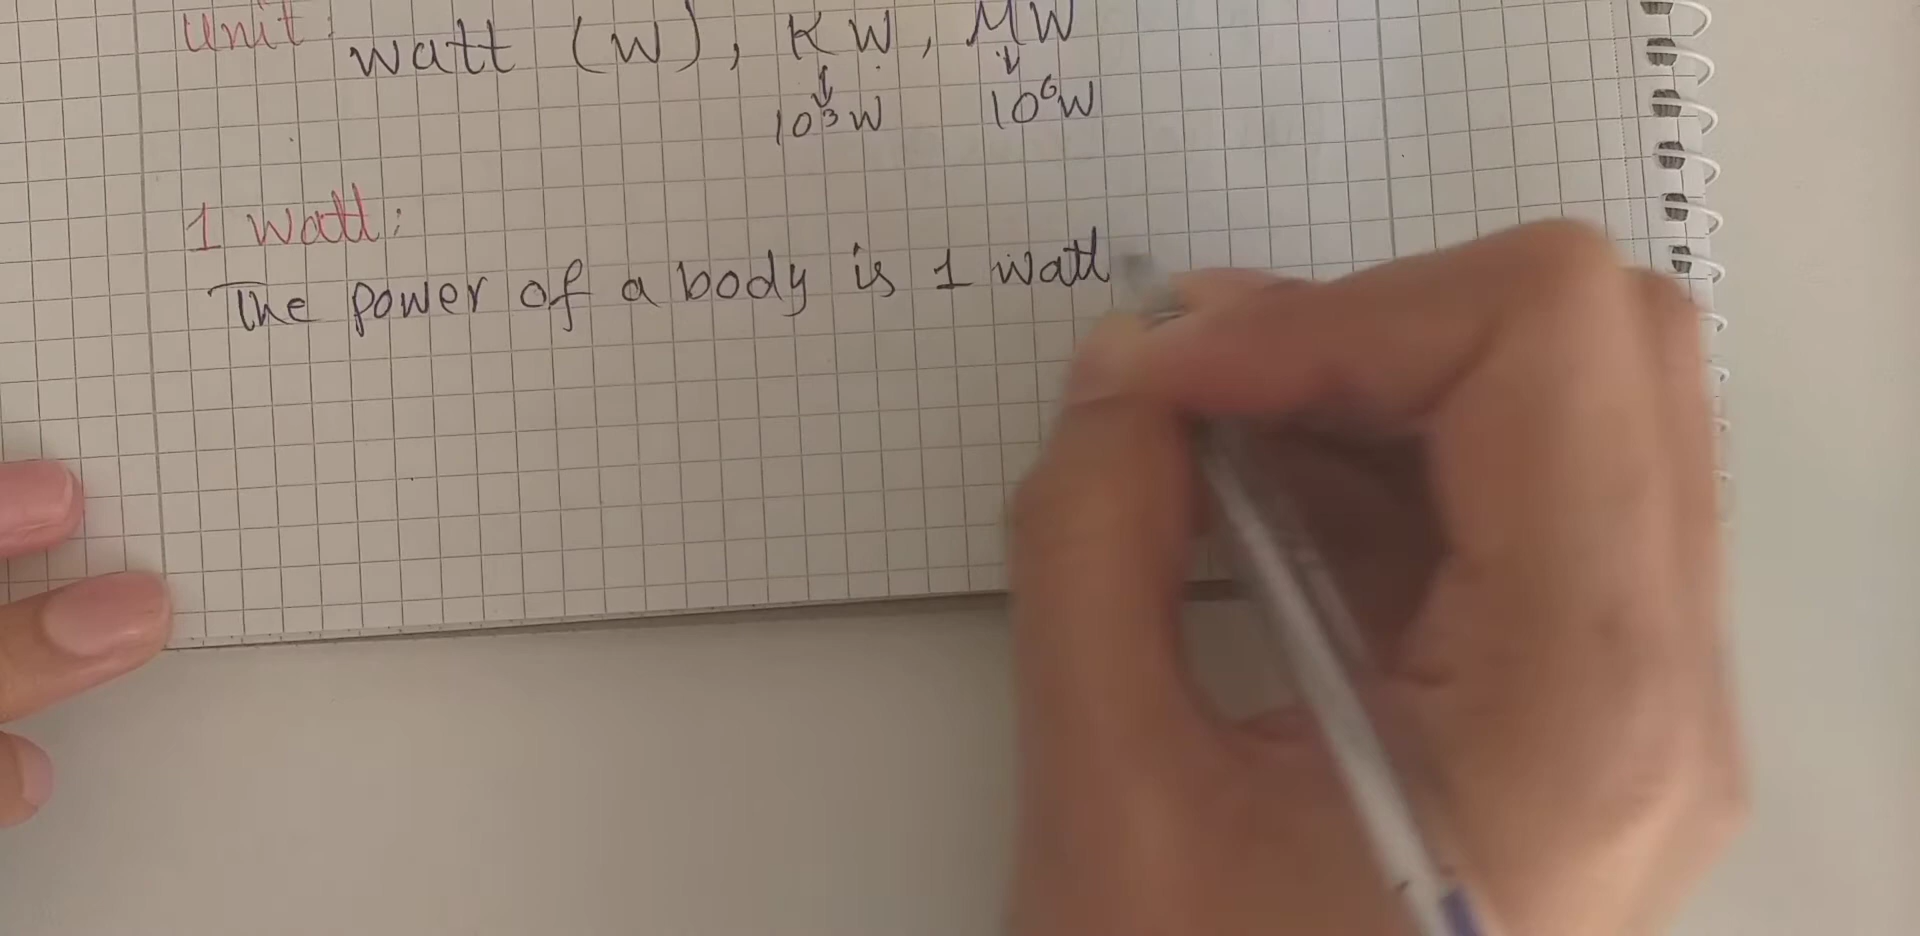 Unit:
watt (W), KW, MW
10³W 10⁶W
1 Watt:
The power of a body is 1 watt